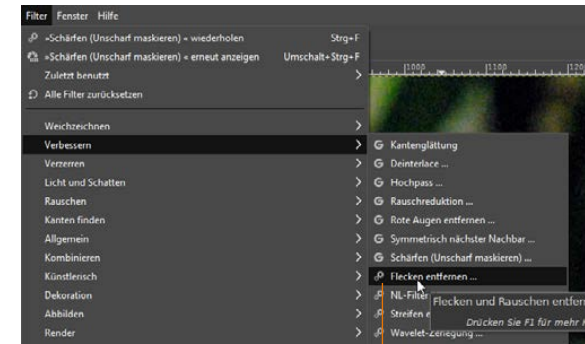 Filter Fenster Hilfe
»Schärfen (Unscharf maskieren) « wiederholen Strg+F
»Schärfen (Unscharf maskieren) « erneut anzeigen Umschalt+Strg+F
Zuletzt benutzt
Alle Filter zurücksetzen
Weichzeichnen
Verbessern
Verzerren
Licht und Schatten
Rauschen
Kanten finden
Allgemein
Kombinieren
Künstlerisch
Dekoration
Abbilden
Render
Kantenglättung
Deinterlace ...
Hochpass ...
Rauschreduktion ...
Rote Augen entfernen ...
Symmetrisch nächster Nachbar ...
Schärfen (Unscharf maskieren) ...
Flecken entfernen ...
NL-Filter
Flecken und Rauschen entfer
Streifen e
Drücken Sie F1 für mehr
Wavelet-Zerlegung ...
1000
1100